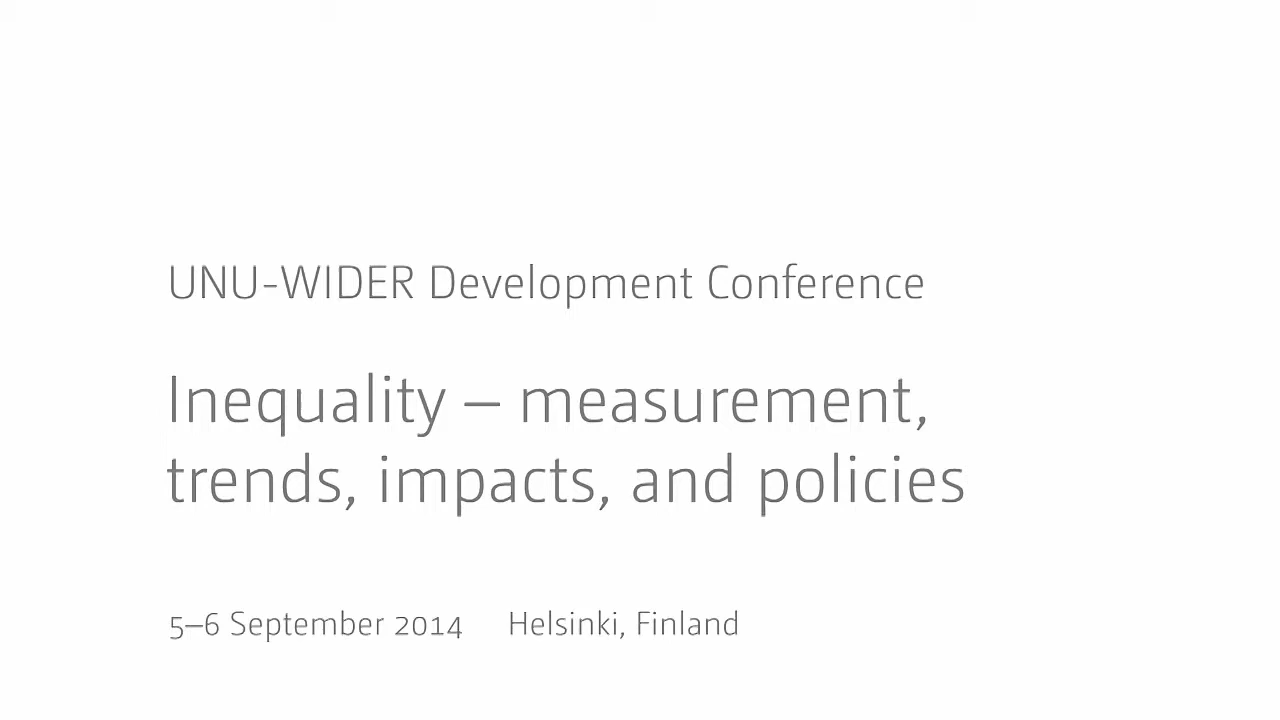 UNU-WIDER Development Conference
Inequality – measurement,
trends, impacts, and policies
5–6 September 2014 Helsinki, Finland